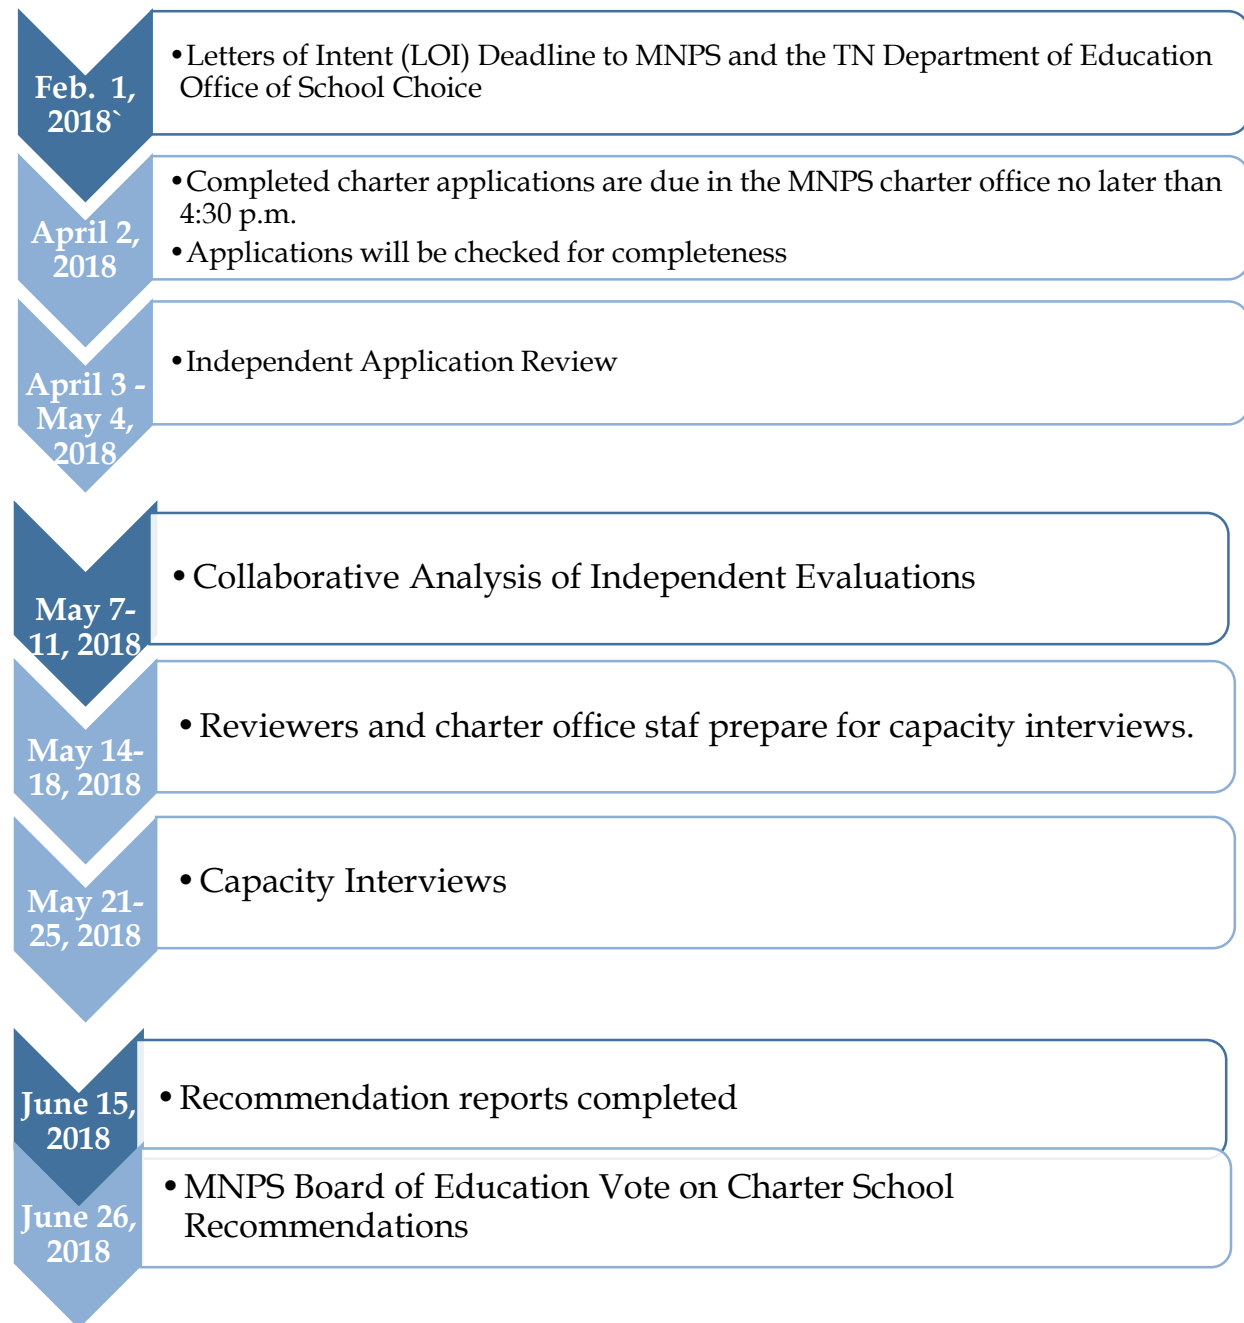 Feb. 1,
2018`
•Letters of Intent (LOI) Deadline to MNPS and the TN Department of Education
Office of School Choice
April 2,
2018
•Completed charter applications are due in the MNPS charter office no later than
4:30 p.m.
•Applications will be checked for completeness
April 3 -
May 4,
2018
•Independent Application Review
May 7-
11, 2018
•Collaborative Analysis of Independent Evaluations
May 14-
18, 2018
•Reviewers and charter office staf prepare for capacity interviews.
May 21-
25, 2018
•Capacity Interviews
June 15,
2018
•Recommendation reports completed
June 26,
2018
•MNPS Board of Education Vote on Charter School
Recommendations